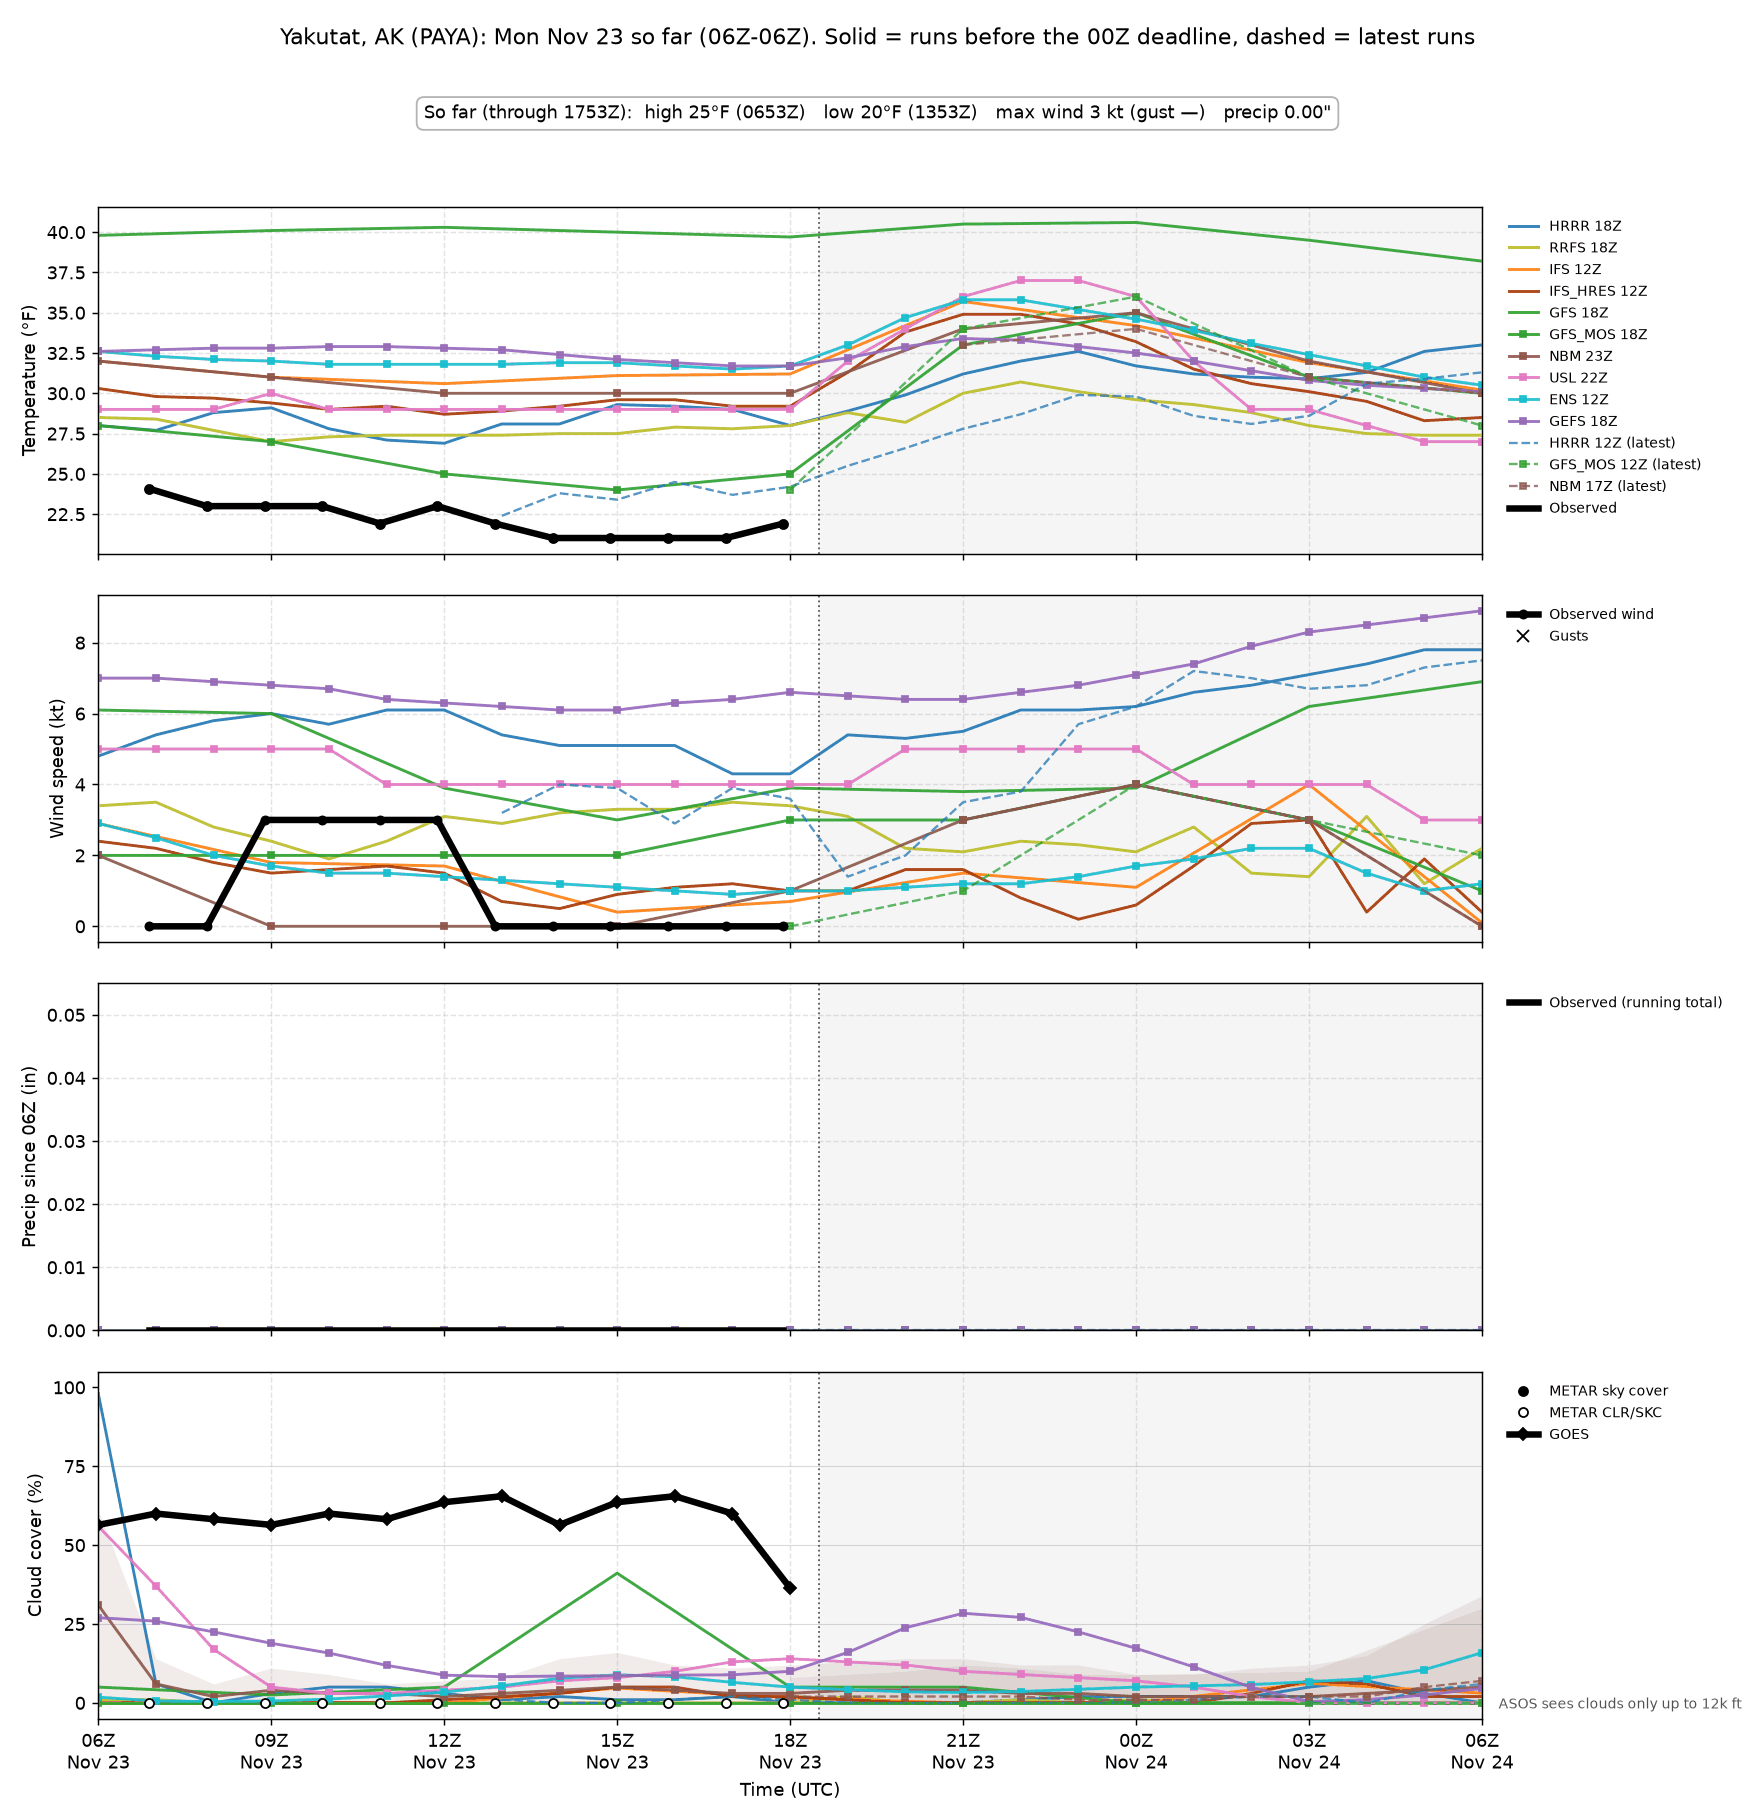 Yakutat, AK (PAYA): Mon Nov 23 so far (06Z-06Z). Solid = runs before the 00Z deadline, dashed = latest runs
So far (through 1753Z):  high 25°F (0653Z)   low 20°F (1353Z)   max wind 3 kt (gust —)   precip 0.00"
Temperature (°F)
40.0
37.5
35.0
32.5
30.0
27.5
25.0
22.5
HRRR 18Z
RRFS 18Z
IFS 12Z
IFS_HRES 12Z
GFS 18Z
GFS_MOS 18Z
NBM 23Z
USL 22Z
ENS 12Z
GEFS 18Z
HRRR 12Z (latest)
GFS_MOS 12Z (latest)
NBM 17Z (latest)
Observed
Wind speed (kt)
8
6
4
2
0
Observed wind
Gusts
Precip since 06Z (in)
0.05
0.04
0.03
0.02
0.01
0.00
Observed (running total)
Cloud cover (%)
100
75
50
25
0
METAR sky cover
METAR CLR/SKC
GOES
ASOS sees clouds only up to 12k ft
06Z 09Z 12Z 15Z 18Z 21Z 00Z 03Z 06Z
Nov 23 Nov 23 Nov 23 Nov 23 Nov 23 Nov 23 Nov 24 Nov 24 Nov 24
Time (UTC)